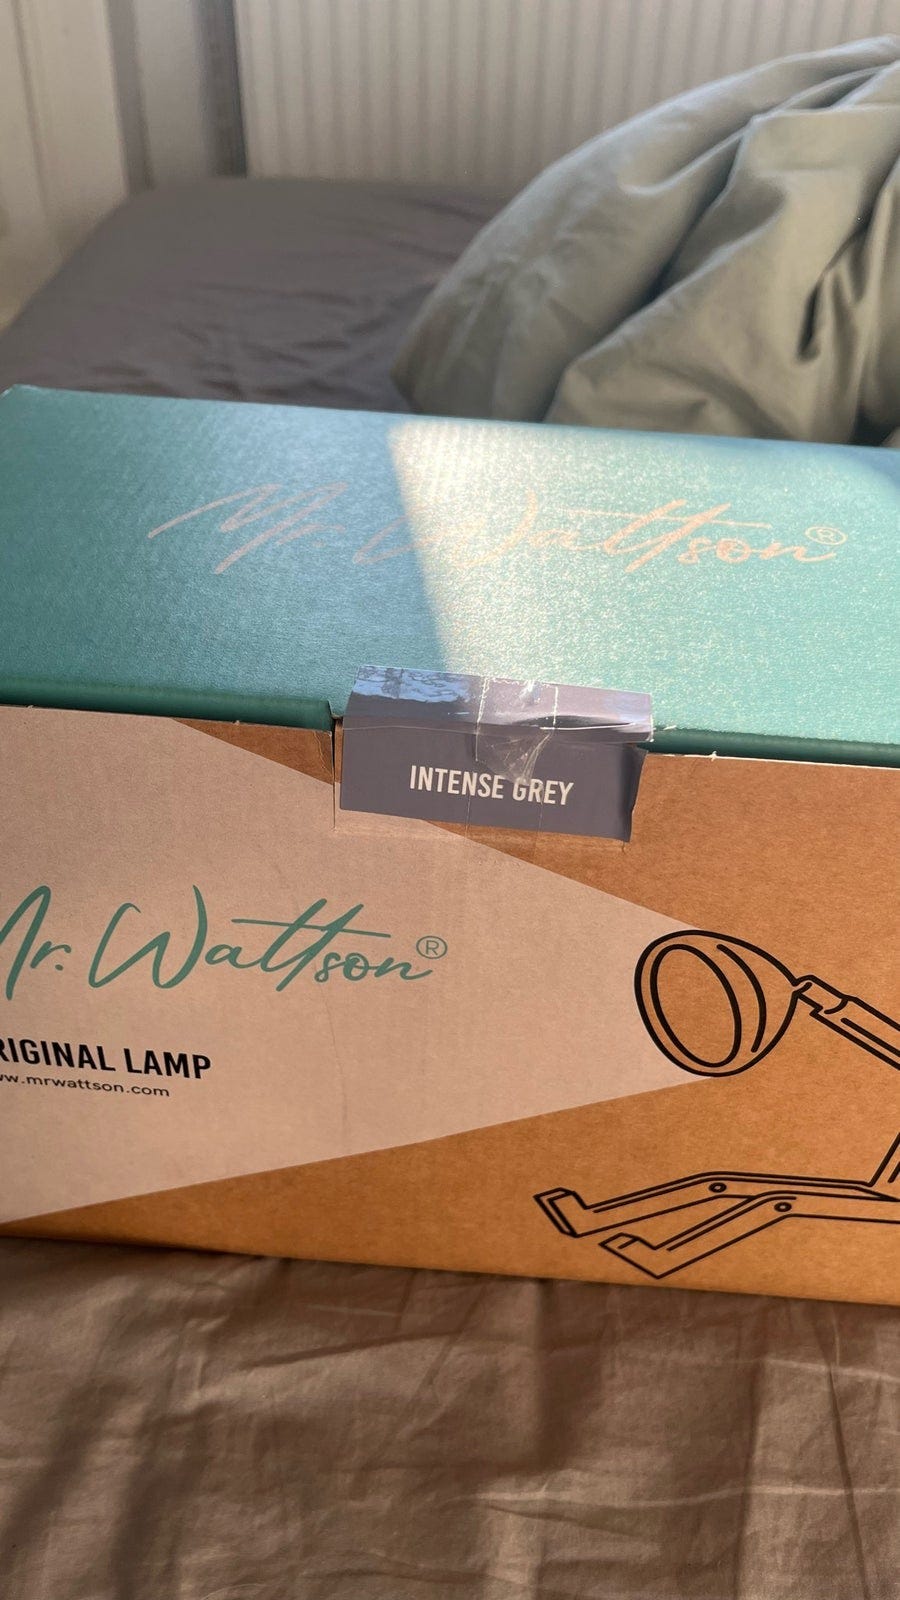 Mr. Wattson®
INTENSE GREY
Mr. Wattson®
RIGINAL LAMP
ww.mrwattson.com